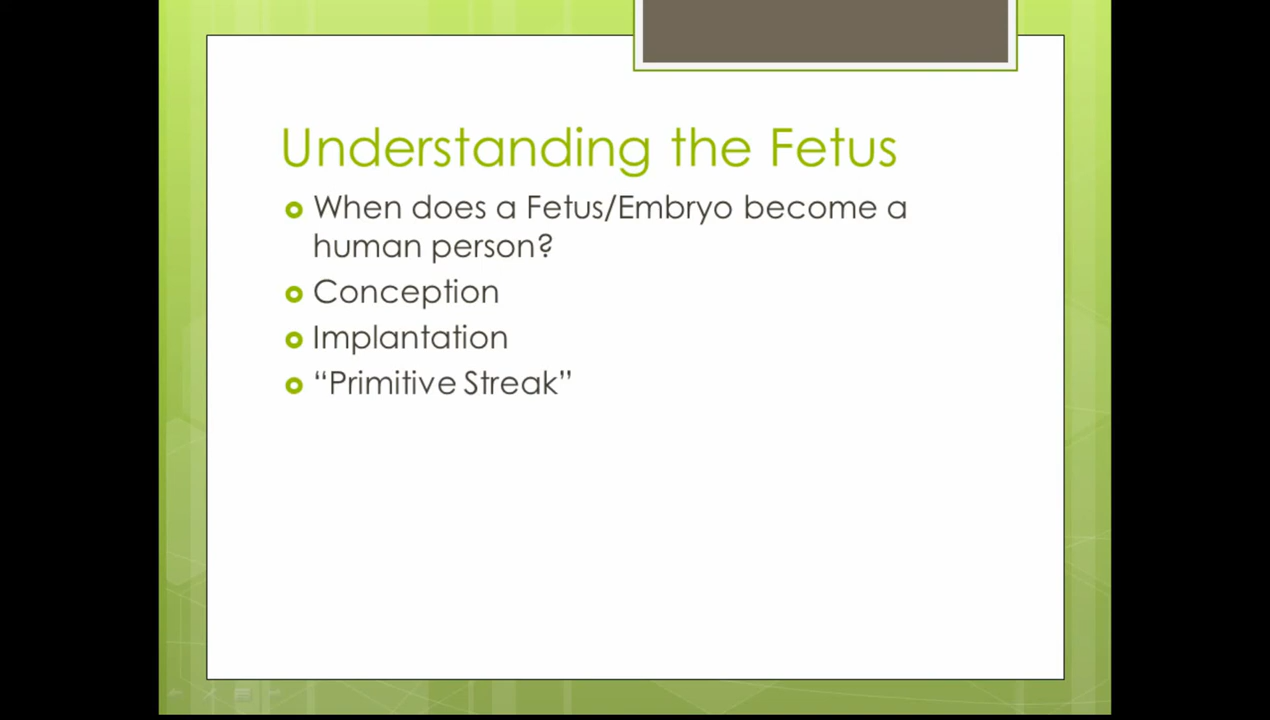 Understanding the Fetus
When does a Fetus/Embryo become a
human person?
Conception
Implantation
“Primitive Streak”